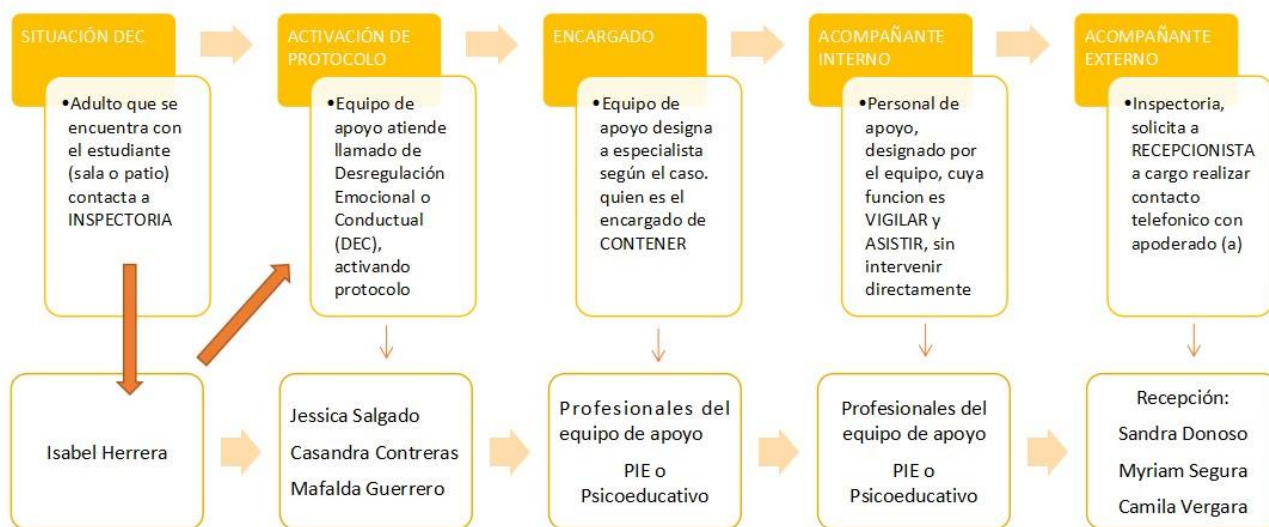 SITUACIÓN DEC
•Adulto que se
encuentra con
el estudiante
(sala o patio)
contacta a
INSPECTORIA
ACTIVACIÓN DE
PROTOCOLO
•Equipo de
apoyo atiende
llamado de
Desregulación
Emocional o
Conductual
(DEC),
activando
protocolo
ENCARGADO
•Equipo de
apoyo designa
a especialista
según el caso.
quien es el
encargado de
CONTENER
ACOMPAÑANTE
INTERNO
•Personal de
apoyo,
designado por
el equipo, cuya
funcion es
VIGILAR y
ASISTIR, sin
intervenir
directamente
ACOMPAÑANTE
EXTERNO
•Inspectoria,
solicita a
RECEPCIONISTA
a cargo realizar
contacto
telefonico con
apoderado (a)
Isabel Herrera
Jessica Salgado
Casandra Contreras
Mafalda Guerrero
Profesionales del
equipo de apoyo
PIE o
Psicoeducativo
Profesionales del
equipo de apoyo
PIE o
Psicoeducativo
Recepción:
Sandra Donoso
Myriam Segura
Camila Vergara